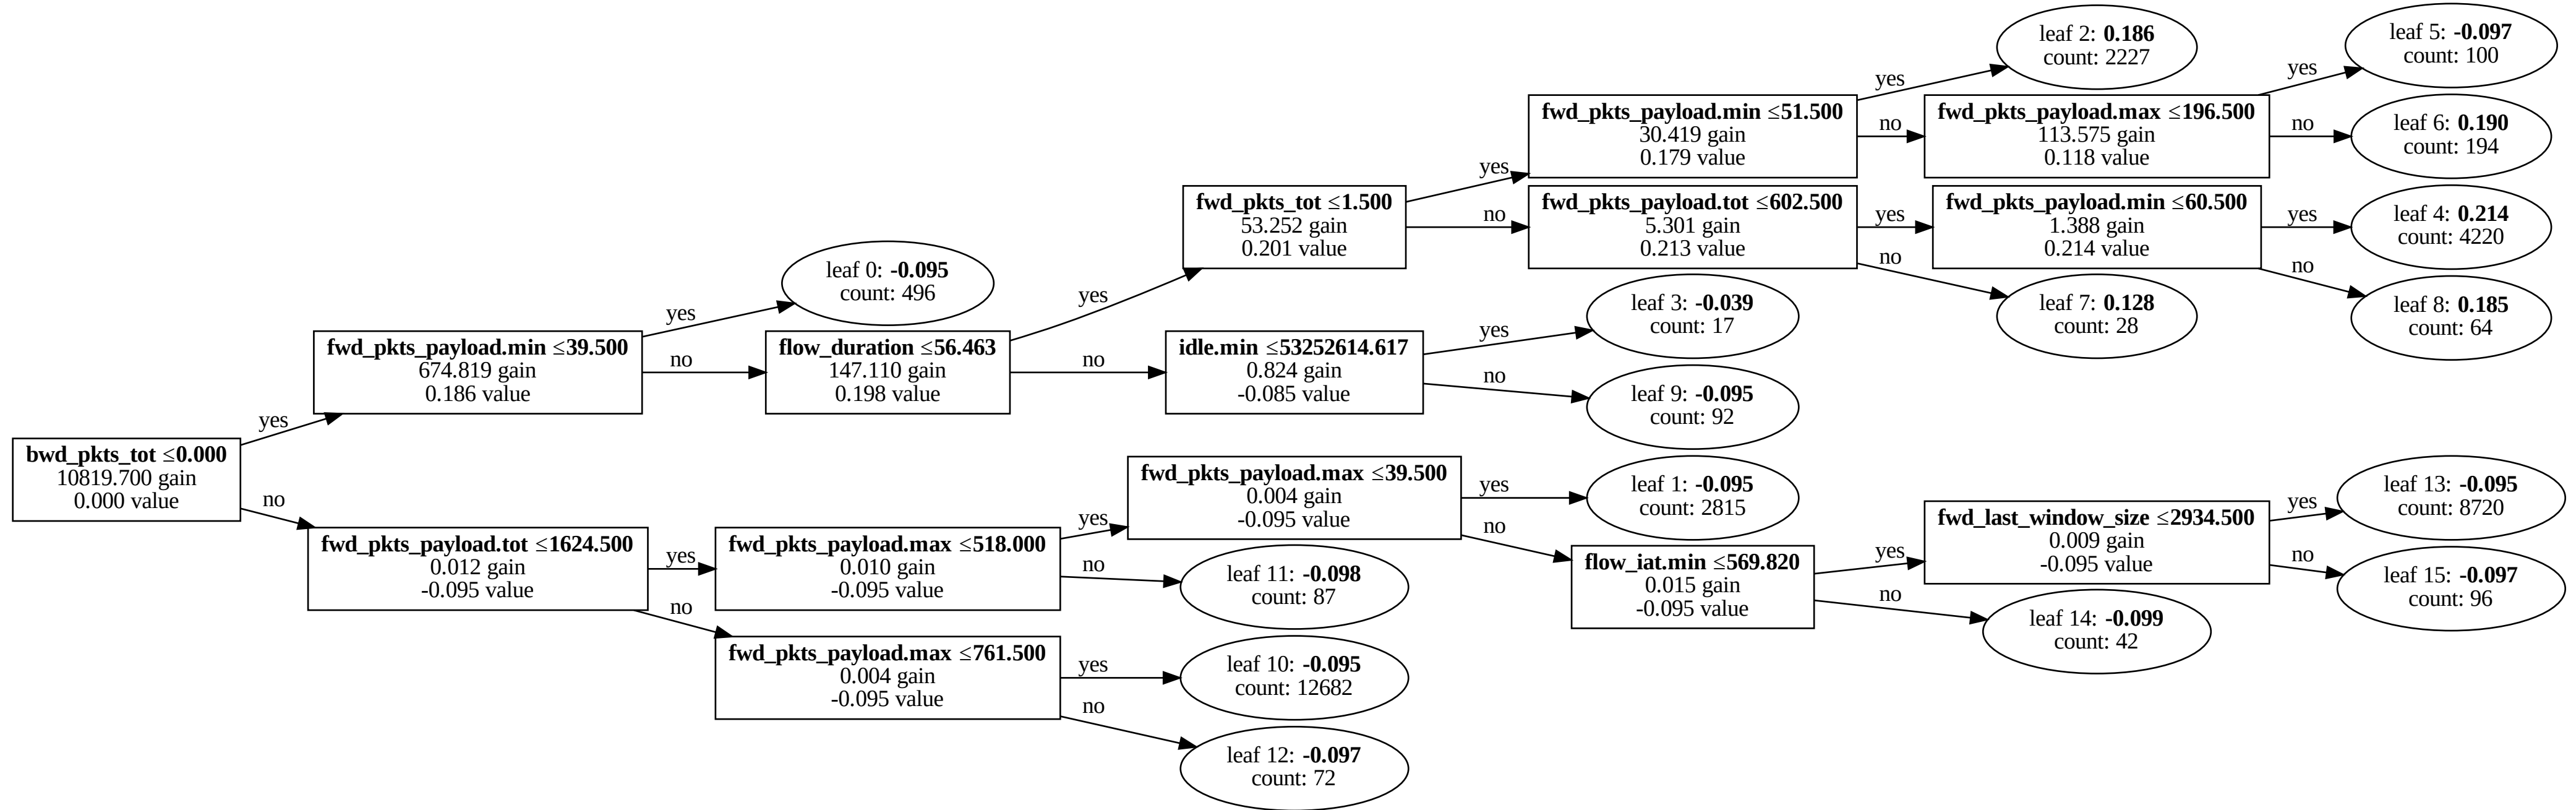 bwd_pkts_tot ≤0.000
10819.700 gain
0.000 value
yes
no
fwd_pkts_payload.min ≤39.500
674.819 gain
0.186 value
yes
no
fwd_pkts_payload.tot ≤1624.500
0.012 gain
-0.095 value
yes
no
leaf 0: -0.095
count: 496
flow_duration ≤56.463
147.110 gain
0.198 value
yes
no
fwd_pkts_payload.max ≤518.000
0.010 gain
-0.095 value
yes
no
fwd_pkts_payload.max ≤761.500
0.004 gain
-0.095 value
yes
no
fwd_pkts_tot ≤1.500
53.252 gain
0.201 value
yes
no
idle.min ≤53252614.617
0.824 gain
-0.085 value
yes
no
fwd_pkts_payload.max ≤39.500
0.004 gain
-0.095 value
yes
no
leaf 11: -0.098
count: 87
leaf 10: -0.095
count: 12682
leaf 12: -0.097
count: 72
fwd_pkts_payload.min ≤51.500
30.419 gain
0.179 value
yes
no
fwd_pkts_payload.tot ≤602.500
5.301 gain
0.213 value
yes
no
leaf 3: -0.039
count: 17
leaf 9: -0.095
count: 92
leaf 1: -0.095
count: 2815
flow_iat.min ≤569.820
0.015 gain
-0.095 value
yes
no
leaf 2: 0.186
count: 2227
fwd_pkts_payload.max ≤196.500
113.575 gain
0.118 value
yes
no
fwd_pkts_payload.min ≤60.500
1.388 gain
0.214 value
yes
no
leaf 7: 0.128
count: 28
fwd_last_window_size ≤2934.500
0.009 gain
-0.095 value
yes
no
leaf 14: -0.099
count: 42
leaf 5: -0.097
count: 100
leaf 6: 0.190
count: 194
leaf 4: 0.214
count: 4220
leaf 8: 0.185
count: 64
leaf 13: -0.095
count: 8720
leaf 15: -0.097
count: 96